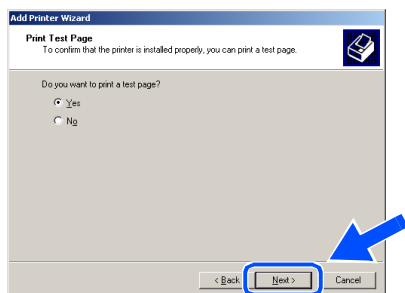 Add Printer Wizard
Print Test Page
To confirm that the printer is installed properly, you can print a test page.
Do you want to print a test page?
Yes
No
< Back Next > Cancel